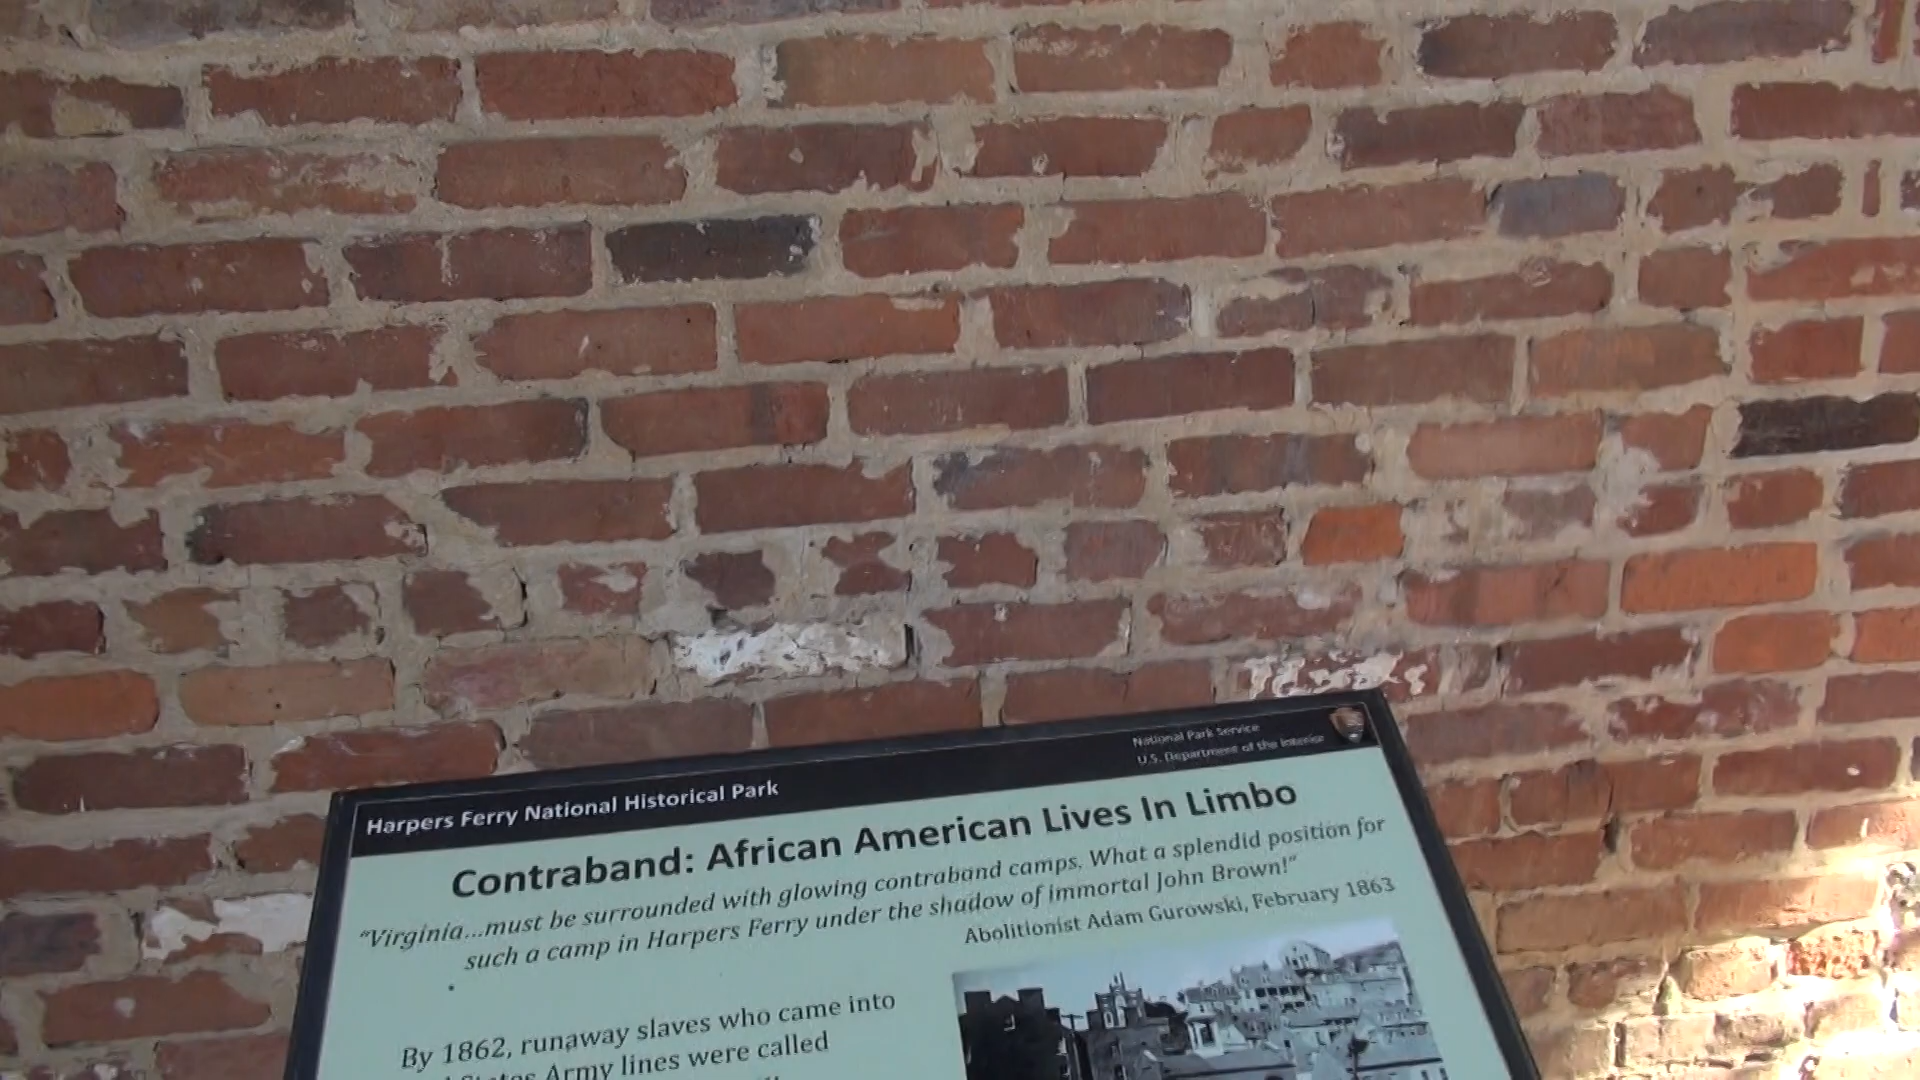 Harpers Ferry National Historical Park
National Park Service
U.S. Department of the Interior
Contraband: African American Lives In Limbo
"Virginia...must be surrounded with glowing contraband camps. What a splendid position for
such a camp in Harpers Ferry under the shadow of immortal John Brown!"
Abolitionist Adam Gurowski, February 1863
By 1862, runaway slaves who came into
States Army lines were called